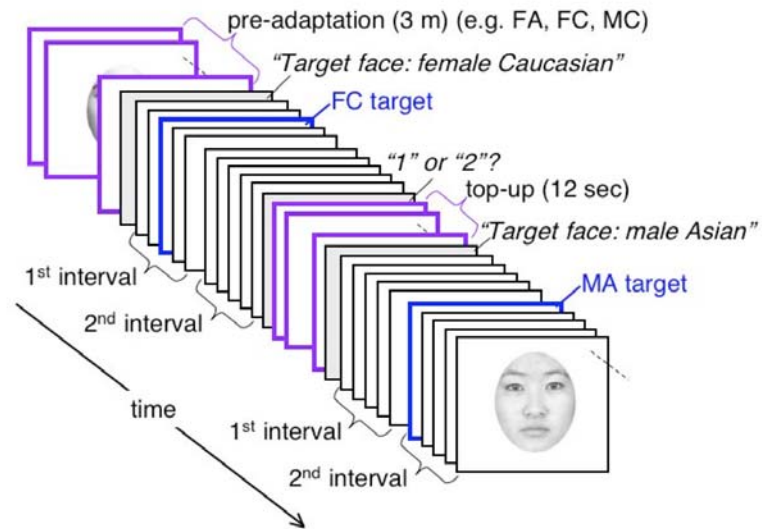 pre-adaptation (3 m) (e.g. FA, FC, MC)
“Target face: female Caucasian”
FC target
“1” or “2”?
top-up (12 sec)
“Target face: male Asian”
1st interval
MA target
2nd interval
time
1st interval
2nd interval